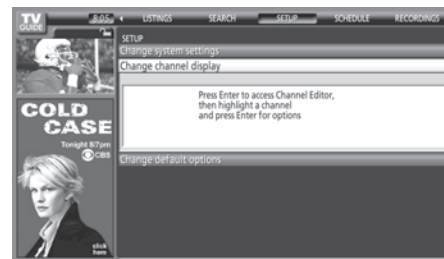 TV GUIDE
8:05
LISTINGS SEARCH SETUP SCHEDULE RECORDINGS
SETUP
Change system settings
Change channel display
Press Enter to access Channel Editor,
then highlight a channel
and press Enter for options
Change default options
COLD
CASE
Tonight 8/7pm
CBS
click
here